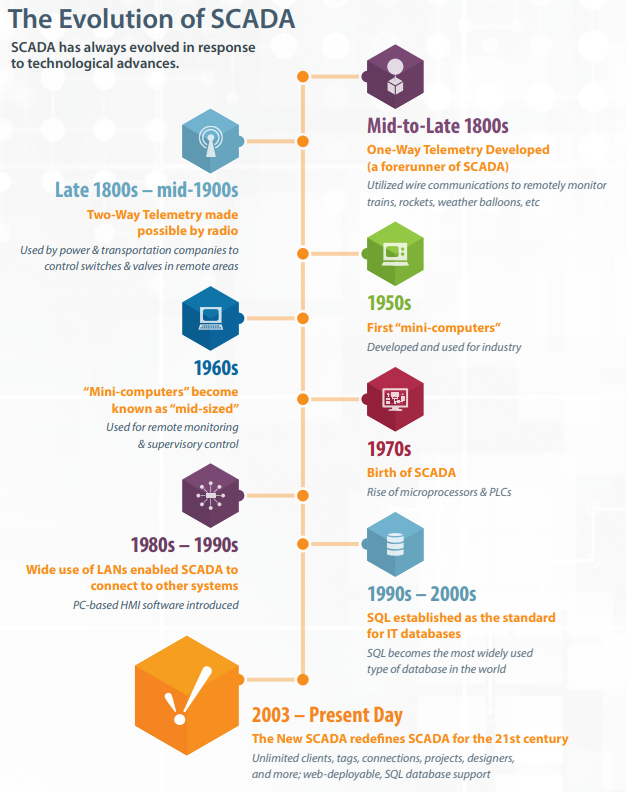 The Evolution of SCADA
SCADA has always evolved in response
to technological advances.
Mid-to-Late 1800s
One-Way Telemetry Developed
(a forerunner of SCADA)
Utilized wire communications to remotely monitor
trains, rockets, weather balloons, etc
Late 1800s – mid-1900s
Two-Way Telemetry made
possible by radio
Used by power & transportation companies to
control switches & valves in remote areas
1950s
First “mini-computers”
Developed and used for industry
1960s
“Mini-computers” become
known as “mid-sized”
Used for remote monitoring
& supervisory control
1970s
Birth of SCADA
Rise of microprocessors & PLCs
1980s – 1990s
Wide use of LANs enabled SCADA to
connect to other systems
PC-based HMI software introduced
1990s – 2000s
SQL established as the standard
for IT databases
SQL becomes the most widely used
type of database in the world
2003 – Present Day
The New SCADA redefines SCADA for the 21st century
Unlimited clients, tags, connections, projects, designers,
and more; web-deployable, SQL database support